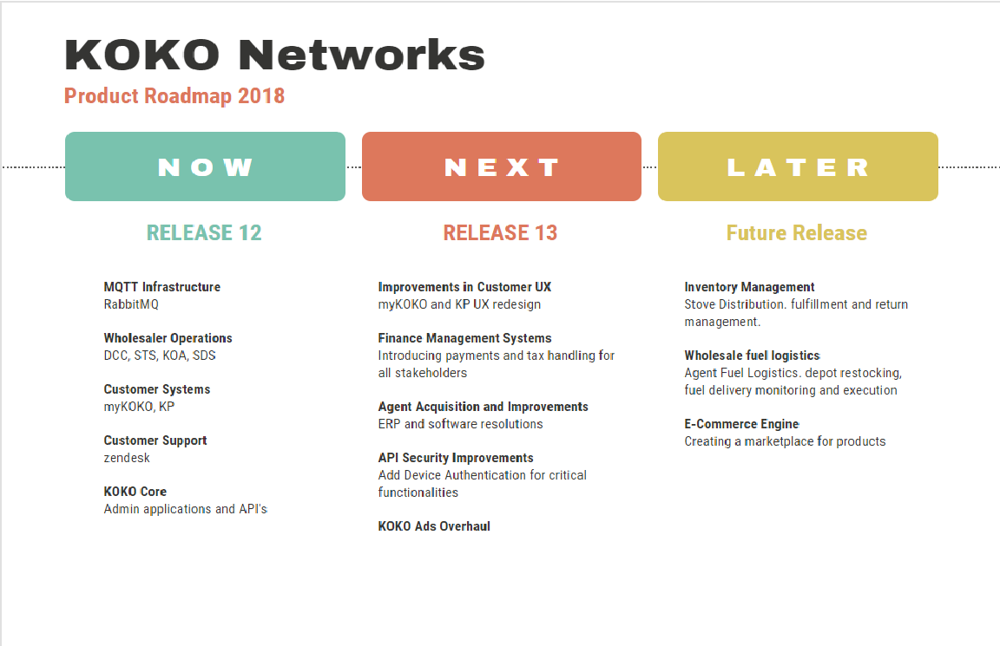 KOKO Networks
Product Roadmap 2018
NOW
NEXT
LATER
RELEASE 12
MQTT Infrastructure
RabbitMQ
Wholesaler Operations
DCC, STS, KOA, SDS
Customer Systems
myKOKO, KP
Customer Support
zendesk
KOKO Core
Admin applications and API's
RELEASE 13
Improvements in Customer UX
myKOKO and KP UX redesign
Finance Management Systems
Introducing payments and tax handling for
all stakeholders
Agent Acquisition and Improvements
ERP and software resolutions
API Security Improvements
Add Device Authentication for critical
functionalities
KOKO Ads Overhaul
Future Release
Inventory Management
Stove Distribution. fulfillment and return
management.
Wholesale fuel logistics
Agent Fuel Logistics. depot restocking,
fuel delivery monitoring and execution
E-Commerce Engine
Creating a marketplace for products